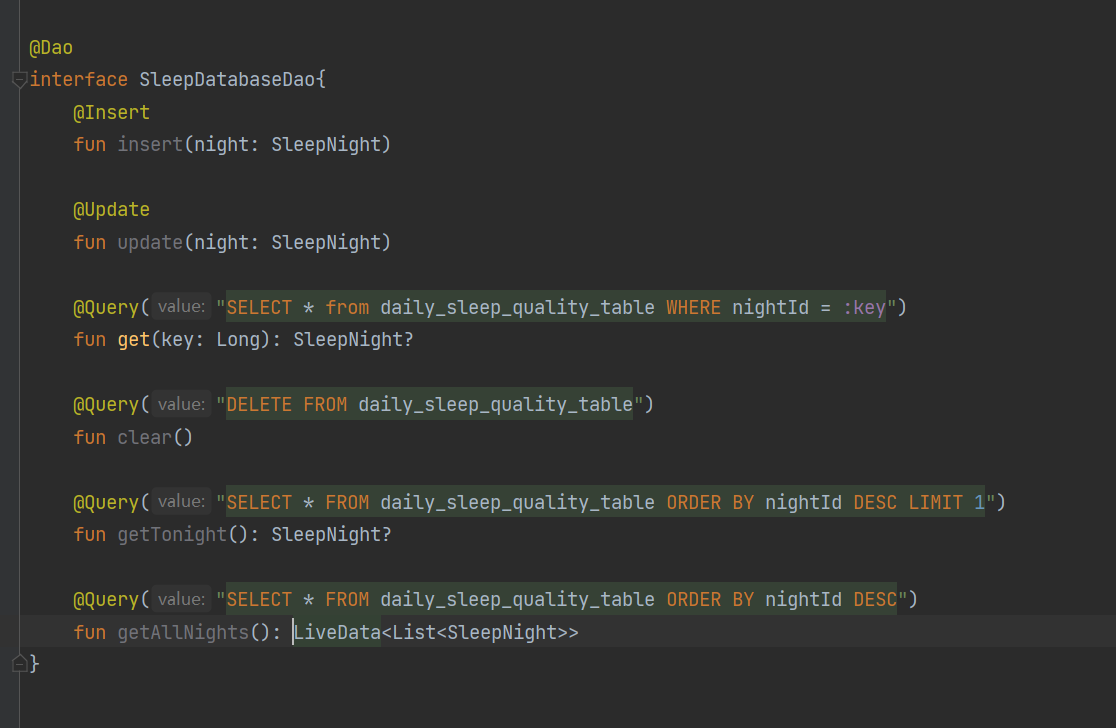 @Dao
interface SleepDatabaseDao{
@Insert
fun insert(night: SleepNight)
@Update
fun update(night: SleepNight)
@Query( value: "SELECT * from daily_sleep_quality_table WHERE nightId = :key")
fun get(key: Long): SleepNight?
@Query( value: "DELETE FROM daily_sleep_quality_table")
fun clear()
@Query( value: "SELECT * FROM daily_sleep_quality_table ORDER BY nightId DESC LIMIT 1")
fun getTonight(): SleepNight?
@Query( value: "SELECT * FROM daily_sleep_quality_table ORDER BY nightId DESC")
fun getAllNights(): LiveData<List<SleepNight>>
}